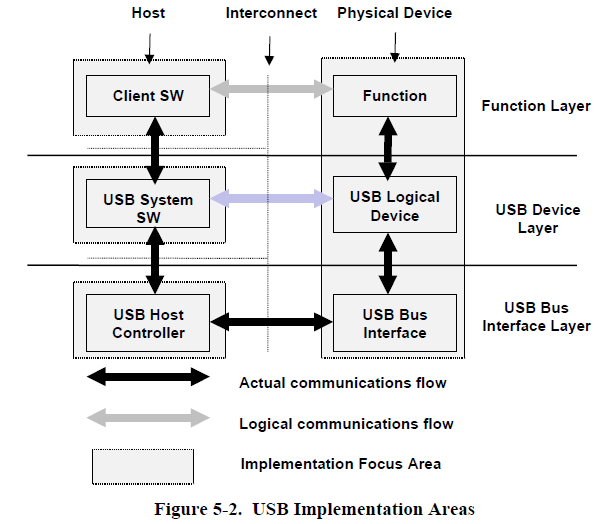 Host
Interconnect
Physical Device
Client SW
Function
Function Layer
USB System
SW
USB Logical
Device
USB Device
Layer
USB Host
Controller
USB Bus
Interface
USB Bus
Interface Layer
Actual communications flow
Logical communications flow
Implementation Focus Area
Figure 5-2.  USB Implementation Areas